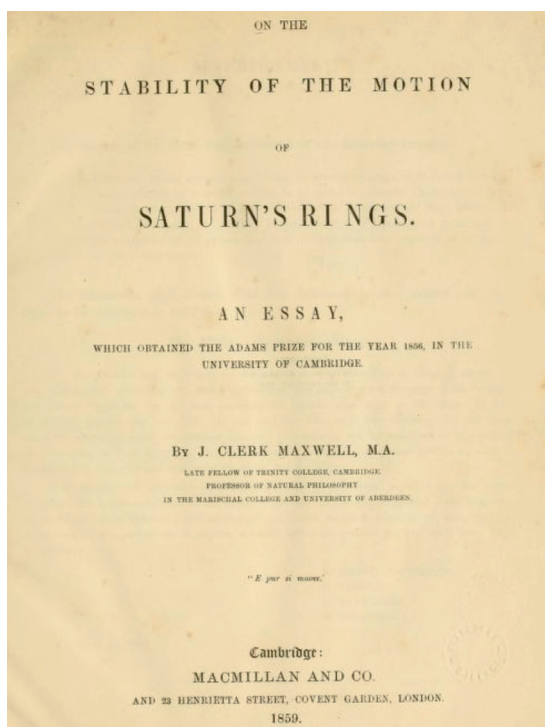 ON THE
STABILITY OF THE MOTION
OF
SATURN'S RINGS.
AN ESSAY,
WHICH OBTAINED THE ADAMS PRIZE FOR THE YEAR 1856, IN THE
UNIVERSITY OF CAMBRIDGE.
BY J. CLERK MAXWELL, M.A.
LATE FELLOW OF TRINITY COLLEGE, CAMBRIDGE
PROFESSOR OF NATURAL PHILOSOPHY
IN THE MARISCHAL COLLEGE AND UNIVERSITY OF ABERDEEN.
"E pur si muove."
Cambridge:
MACMILLAN AND CO.
AND 23 HENRIETTA STREET, COVENT GARDEN, LONDON.
1859.